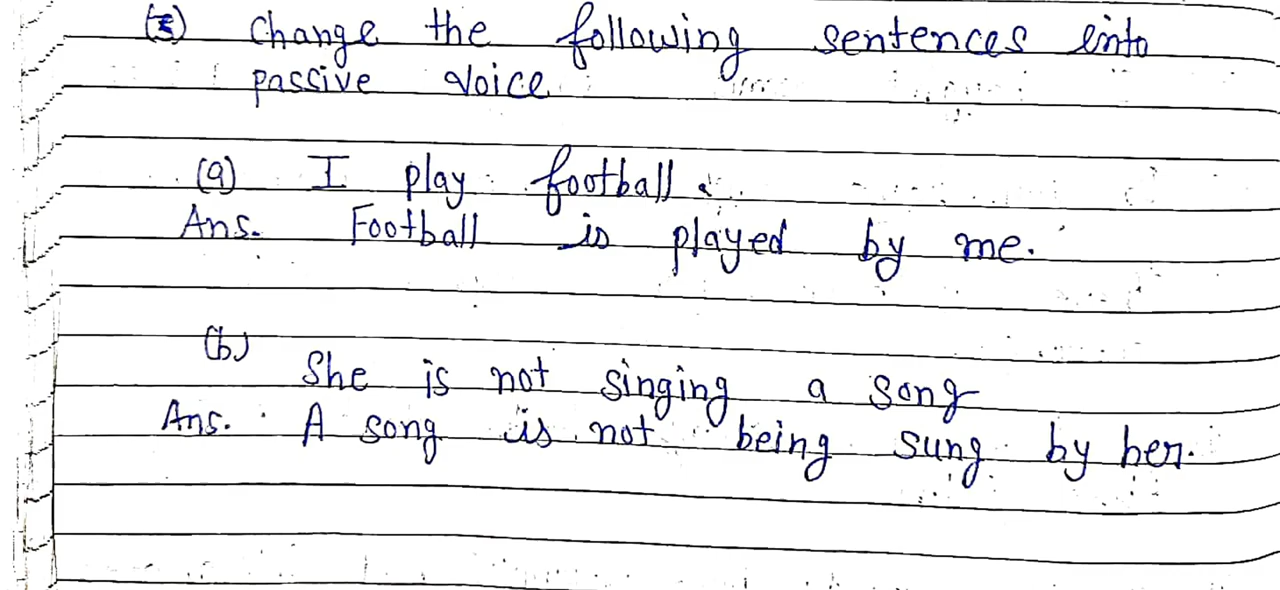 change the following sentences into
passive voice
(a) I play football.
Ans. Football is played by me.
(b)
She is not singing a song
Ans. A song is not being sung by her.